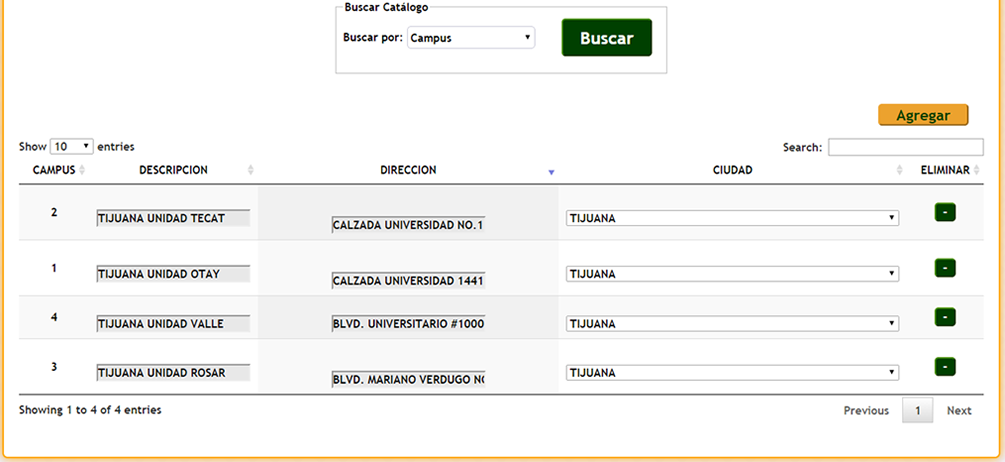 Buscar Catálogo
Buscar por: Campus Buscar
Agregar
Show 10 entries Search:
CAMPUS DESCRIPCION DIRECCION CIUDAD ELIMINAR
2 TIJUANA UNIDAD TECAT CALZADA UNIVERSIDAD NO.1 TIJUANA -
1 TIJUANA UNIDAD OTAY CALZADA UNIVERSIDAD 1441 TIJUANA -
4 TIJUANA UNIDAD VALLE BLVD. UNIVERSITARIO #1000 TIJUANA -
3 TIJUANA UNIDAD ROSAR BLVD. MARIANO VERDUGO TIJUANA -
Showing 1 to 4 of 4 entries Previous 1 Next